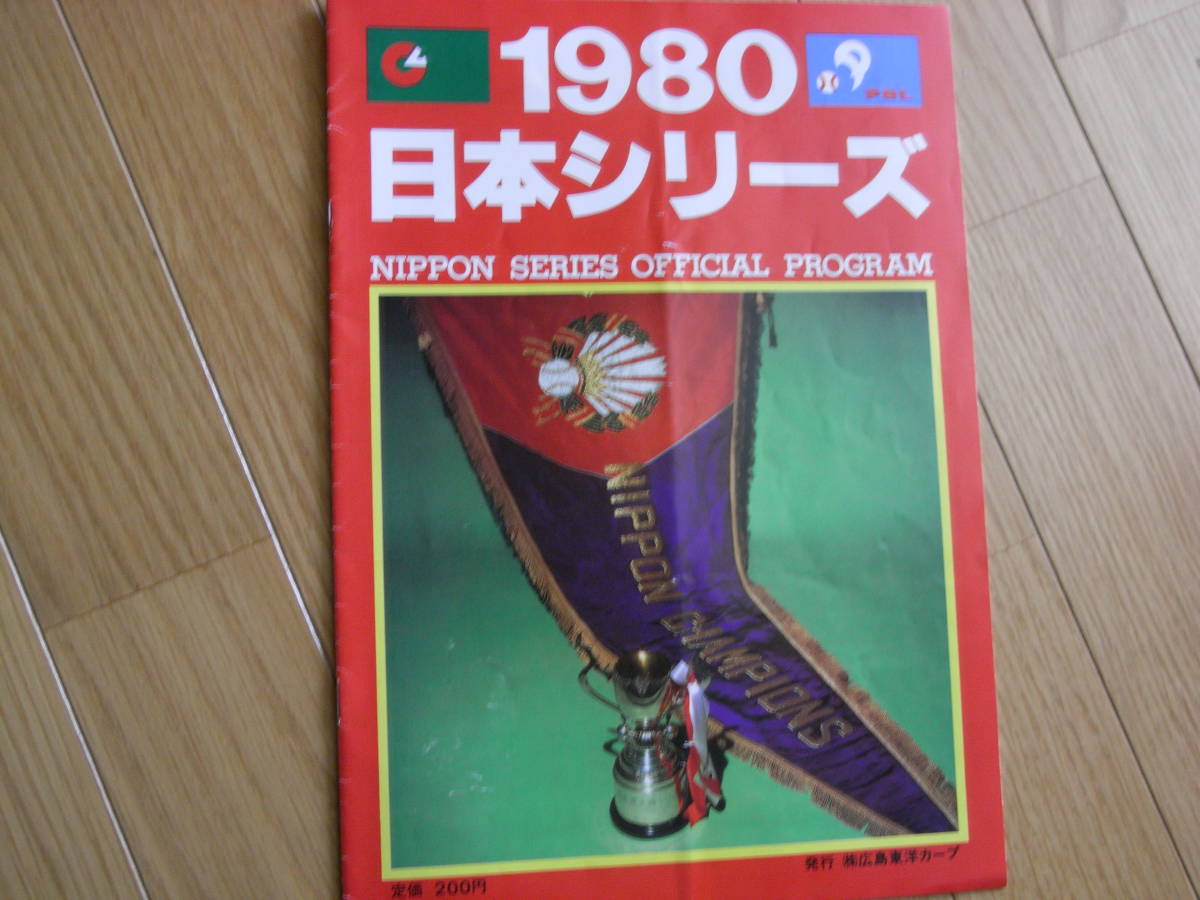 1980
PBL
日本シリーズ
NIPPON SERIES OFFICIAL PROGRAM
NIPPON CHAMPIONS
定価 200円
発行 ㈱広島東洋カープ